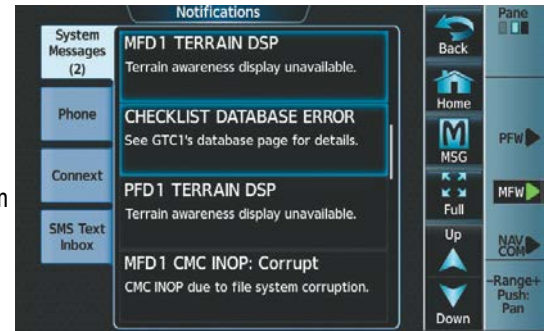 Notifications
Pane
System
Messages
(2)
MFD1 TERRAIN DSP
Terrain awareness display unavailable.
Back
Phone
CHECKLIST DATABASE ERROR
See GTC1's database page for details.
Home
MSG
PFW
Connext
PFD1 TERRAIN DSP
Terrain awareness display unavailable.
Full
MFW
SMS Text
Inbox
Up
NAV
COM
MFD1 CMC INOP: Corrupt
CMC INOP due to file system corruption.
Down
-Range+
Push:
Pan